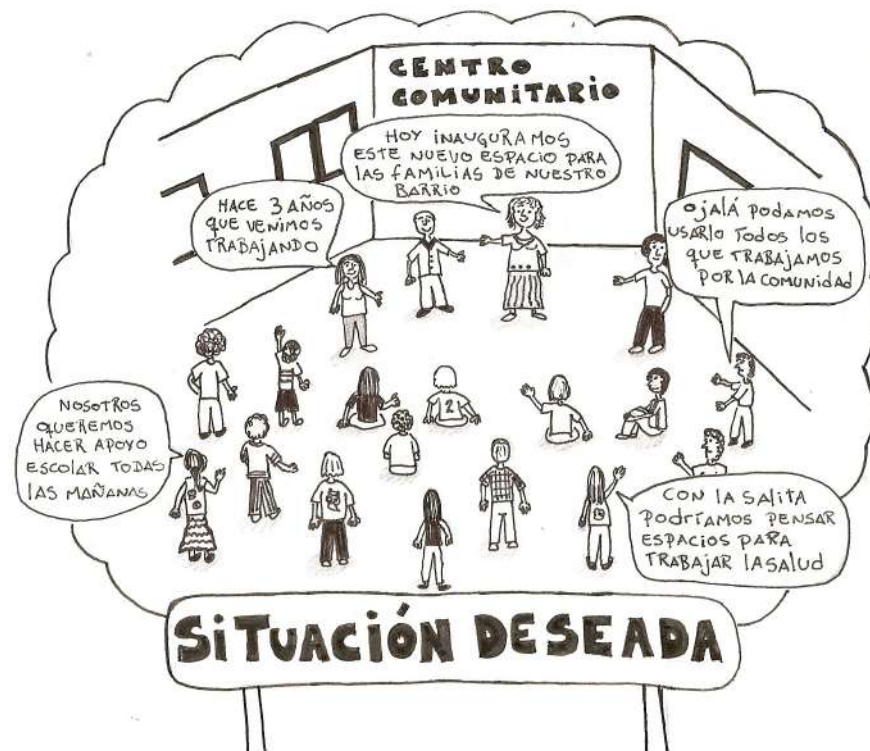 CENTRO
COMUNITARIO
HOY INAUGURAMOS
ESTE NUEVO ESPACIO PARA
LAS FAMILIAS DE NUESTRO
BARRIO
HACE 3 AÑOS
QUE VENIMOS
TRABAJANDO
OJALÁ PODAMOS
USARLO TODOS LOS
QUE TRABAJAMOS
POR LA COMUNIDAD
2
NOSOTROS
QUEREMOS
HACER APOYO
ESCOLAR TODAS
LAS MAÑANAS
CON LA SALITA
PODRÍAMOS PENSAR
ESPACIOS PARA
TRABAJAR LA SALUD
SITUACIÓN DESEADA